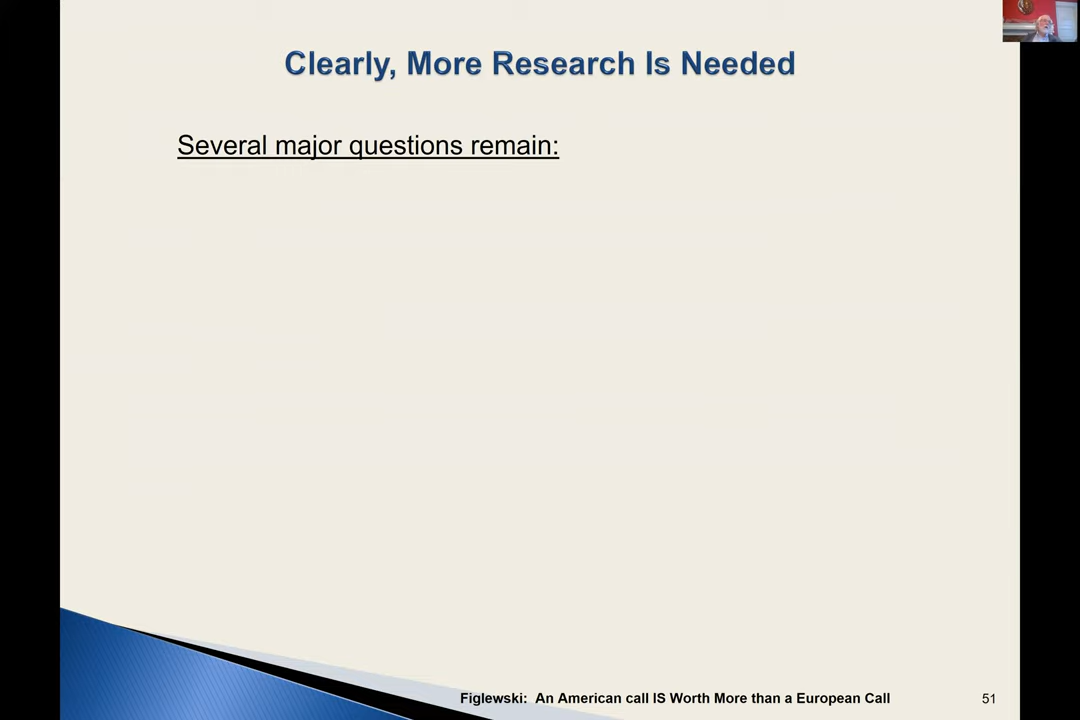 Clearly, More Research Is Needed
Several major questions remain:
Figlewski: An American call IS Worth More than a European Call
51